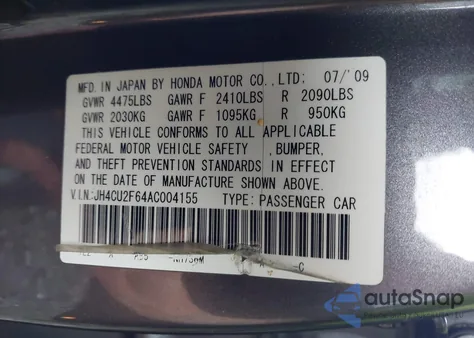 MFD. IN JAPAN BY HONDA MOTOR CO.,LTD: 07/'09
GVWR 4475LBS GAWR F 2410LBS R 2090LBS
GVWR 2030KG GAWR F 1095KG R 950KG
THIS VEHICLE CONFORMS TO ALL APPLICABLE
FEDERAL MOTOR VEHICLE SAFETY , BUMPER,
AND THEFT PREVENTION STANDARDS IN EFFECT
ON THE DATE OF MANUFACTURE SHOWN ABOVE.
V.I.N.:JH4CU2F64AC004155 TYPE: PASSENGER CAR
C
autoSnap